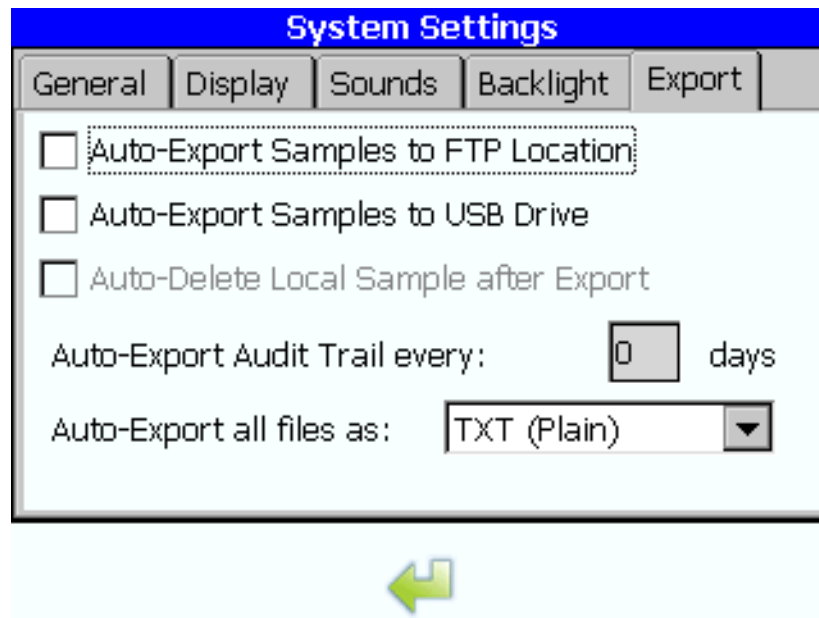 System Settings
General Display Sounds Backlight Export
Auto-Export Samples to FTP Location
Auto-Export Samples to USB Drive
Auto-Delete Local Sample after Export
Auto-Export Audit Trail every: 0 days
Auto-Export all files as: TXT (Plain)